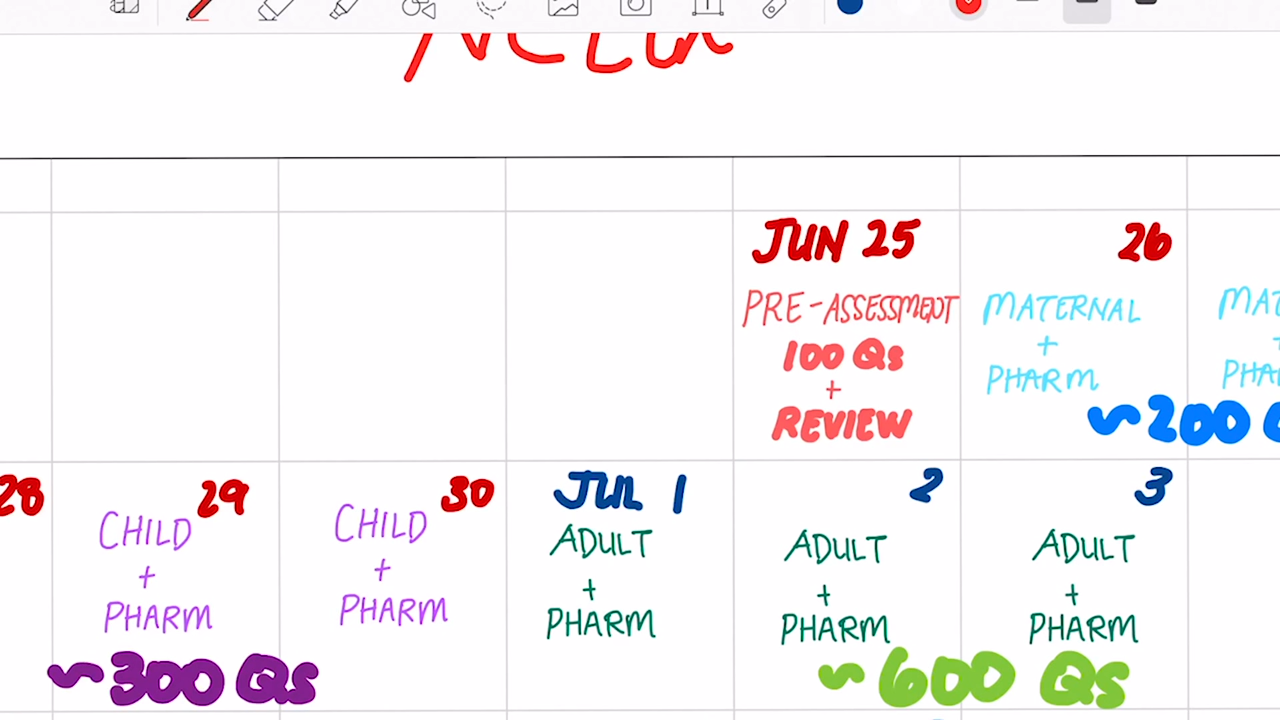 JUN 25
26
PRE-ASSESSMENT
MATERNAL
100 Qs
+
+
PHARM
REVIEW
~200
28
29
30
JUL 1
2
3
CHILD
CHILD
ADULT
ADULT
ADULT
+
+
+
+
+
PHARM
PHARM
PHARM
PHARM
PHARM
~300 Qs
~600 Qs